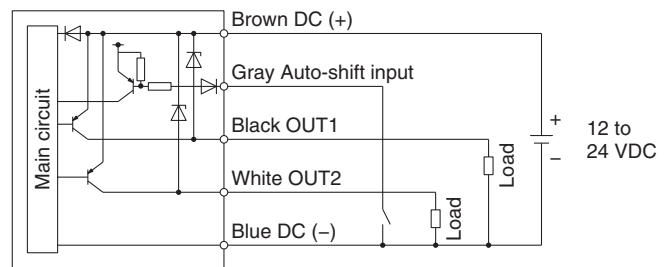 Brown DC (+)
Gray Auto-shift input
Main circuit
Black OUT1
+
12 to
24 VDC
−
Load
White OUT2
Load
Blue DC (−)